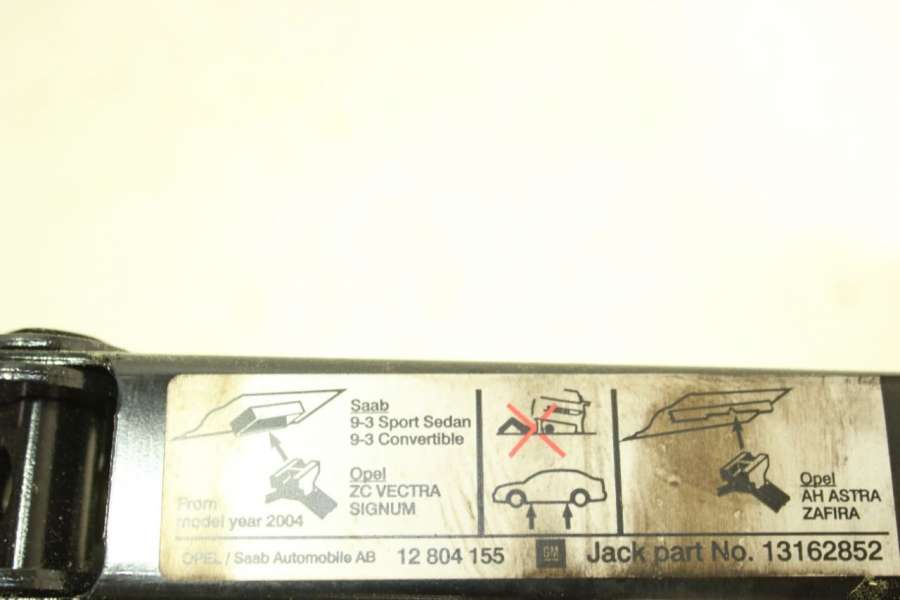 Saab
9-3 Sport Sedan
9-3 Convertible
Opel
ZC VECTRA
SIGNUM
From
model year 2004
Opel
AH ASTRA
ZAFIRA
OPEL / Saab Automobile AB 12 804 155 GM Jack part No. 13162852